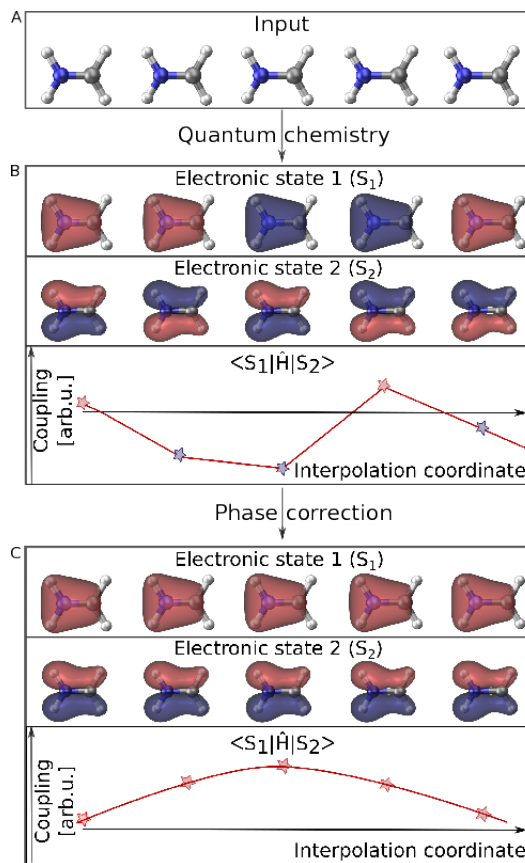 A
Input
Quantum chemistry
B
Electronic state 1 (S₁)
Electronic state 2 (S₂)
<S₁|Ĥ|S₂>
Coupling
[arb.u.]
Interpolation coordinate
Phase correction
C
Electronic state 1 (S₁)
Electronic state 2 (S₂)
<S₁|Ĥ|S₂>
Coupling
[arb.u.]
Interpolation coordinate